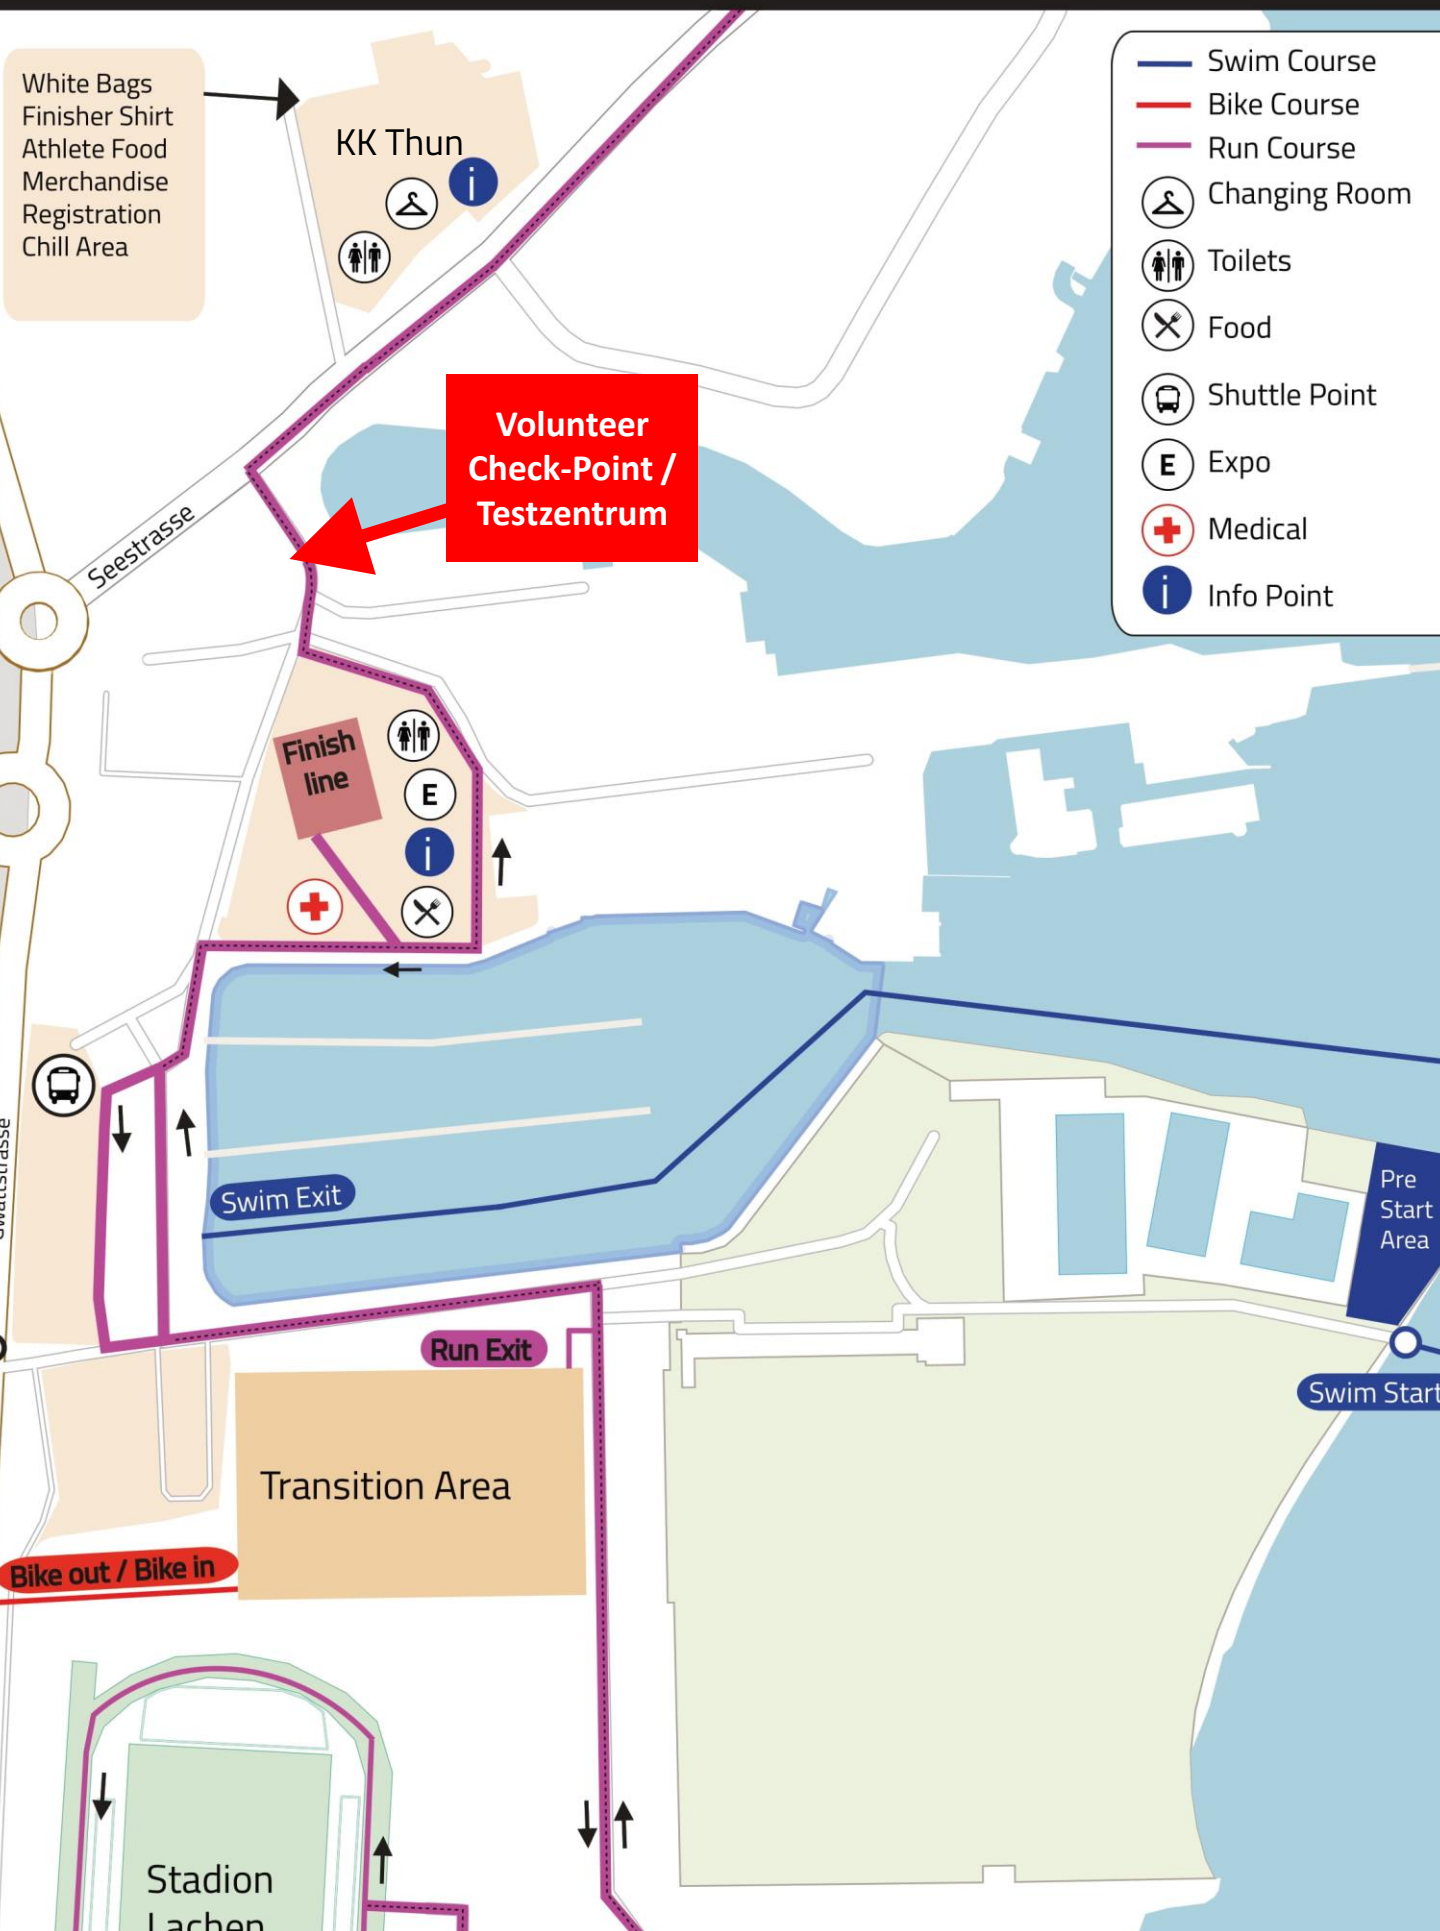 White Bags
Finisher Shirt
Athlete Food
Merchandise
Registration
Chill Area
KK Thun
i
Swim Course
Bike Course
Run Course
Changing Room
Toilets
Food
Shuttle Point
E Expo
Medical
i Info Point
Volunteer
Check-Point /
Testzentrum
Seestrasse
Finish
line
E
i
Swim Exit
Pre
Start
Area
Run Exit
Swim Start
Transition Area
Bike out / Bike in
Stadion
Lachen